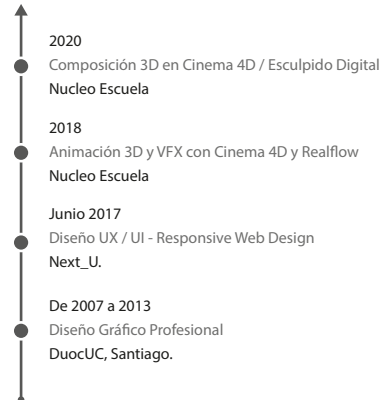 2020
Composición 3D en Cinema 4D / Esculpido Digital
Nucleo Escuela
2018
Animación 3D y VFX con Cinema 4D y Realflow
Nucleo Escuela
Junio 2017
Diseño UX / UI - Responsive Web Design
Next_U.
De 2007 a 2013
Diseño Gráfico Profesional
DuocUC, Santiago.